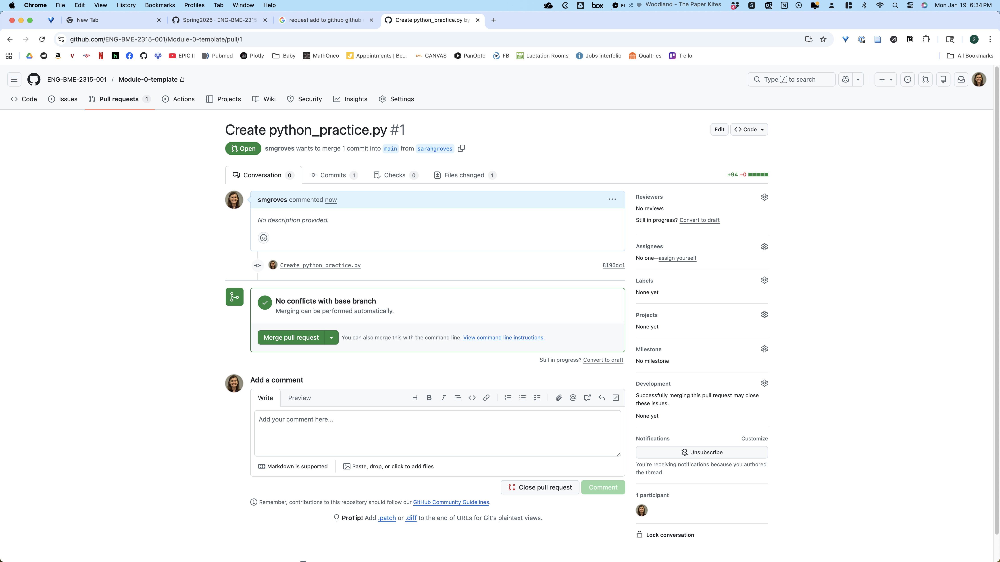 Chrome File Edit View History Bookmarks Profiles Tab Window Help box Woodland - The Paper Kites 4 S N Mon Jan 19 6:34 PM
New Tab Spring2026 · ENG-BME-2315 request add to github github Create python_practice.py by
github.com/ENG-BME-2315-001/Module-0-template/pull/1 S
MB a v N h EPIC II Pubmed Plotly Baby MathOnco Appointments | Be... UVA CANVAS PanOpto FB Lactation Rooms Jobs interfolio Qualtrics Trello All Bookmarks
ENG-BME-2315-001 / Module-0-template Type / to search
Code Issues Pull requests 1 Actions Projects Wiki Security Insights Settings
Create python_practice.py #1 Edit Code
Open smgroves wants to merge 1 commit into main from sarahgroves
Conversation 0 Commits 1 Checks 0 Files changed 1 +94 −0
smgroves commented now
No description provided.
Create python_practice.py 8196dc1
No conflicts with base branch
Merging can be performed automatically.
Merge pull request You can also merge this with the command line. View command line instructions.
Still in progress? Convert to draft
Add a comment
Write Preview H B I
Add your comment here...
Markdown is supported Paste, drop, or click to add files
Close pull request Comment
Remember, contributions to this repository should follow our GitHub Community Guidelines.
ProTip! Add .patch or .diff to the end of URLs for Git's plaintext views.
Reviewers
No reviews
Still in progress? Convert to draft
Assignees
No one—assign yourself
Labels
None yet
Projects
None yet
Milestone
No milestone
Development
Successfully merging this pull request may close
these issues.
None yet
Notifications Customize
Unsubscribe
You're receiving notifications because you authored
the thread.
1 participant
Lock conversation